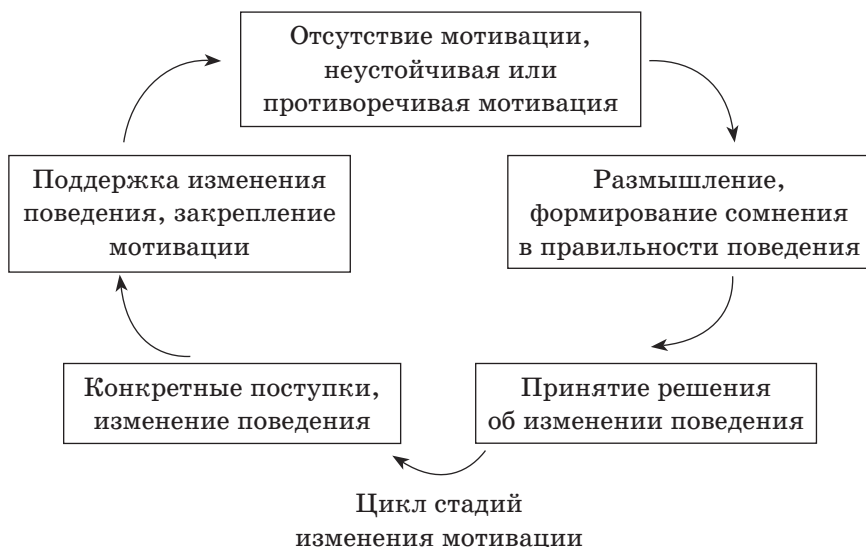 Отсутствие мотивации,
неустойчивая или
противоречивая мотивация
Размышление,
формирование сомнения
в правильности поведения
Принятие решения
об изменении поведения
Конкретные поступки,
изменение поведения
Поддержка изменения
поведения, закрепление
мотивации
Цикл стадий
изменения мотивации